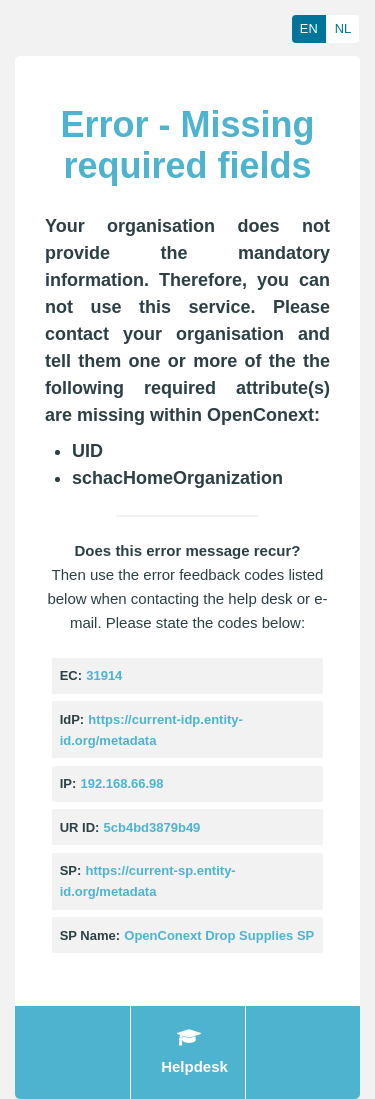 EN NL
Error - Missing
required fields
Your organisation does not
provide the mandatory
information. Therefore, you can
not use this service. Please
contact your organisation and
tell them one or more of the the
following required attribute(s)
are missing within OpenConext:
• UID
• schacHomeOrganization
Does this error message recur?
Then use the error feedback codes listed
below when contacting the help desk or e-
mail. Please state the codes below:
EC: 31914
IdP: https://current-idp.entity-
id.org/metadata
IP: 192.168.66.98
UR ID: 5cb4bd3879b49
SP: https://current-sp.entity-
id.org/metadata
SP Name: OpenConext Drop Supplies SP
Helpdesk